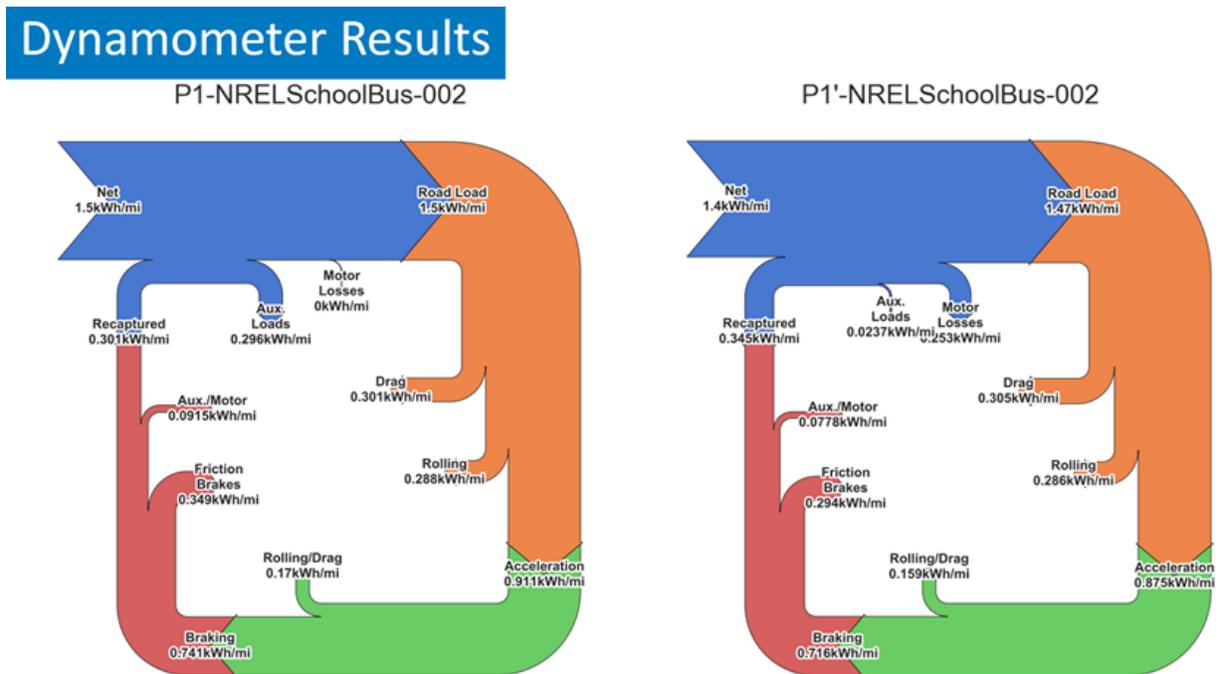 Dynamometer Results
P1-NRELSchoolBus-002
Net
1.5kWh/mi
Road Load
1.5kWh/mi
Motor
Losses
0kWh/mi
Aux.
Loads
0.296kWh/mi
Recaptured
0.301kWh/mi
Drag
0.301kWh/mi
Aux./Motor
0.0915kWh/mi
Rolling
0.288kWh/mi
Friction
Brakes
0.349kWh/mi
Rolling/Drag
0.17kWh/mi
Acceleration
0.911kWh/mi
Braking
0.741kWh/mi
P1'-NRELSchoolBus-002
Net
1.4kWh/mi
Road Load
1.47kWh/mi
Aux.
Loads
0.0237kWh/mi
Motor
Losses
0.253kWh/mi
Recaptured
0.345kWh/mi
Drag
0.305kWh/mi
Aux./Motor
0.0778kWh/mi
Rolling
0.286kWh/mi
Friction
Brakes
0.294kWh/mi
Rolling/Drag
0.159kWh/mi
Acceleration
0.875kWh/mi
Braking
0.716kWh/mi